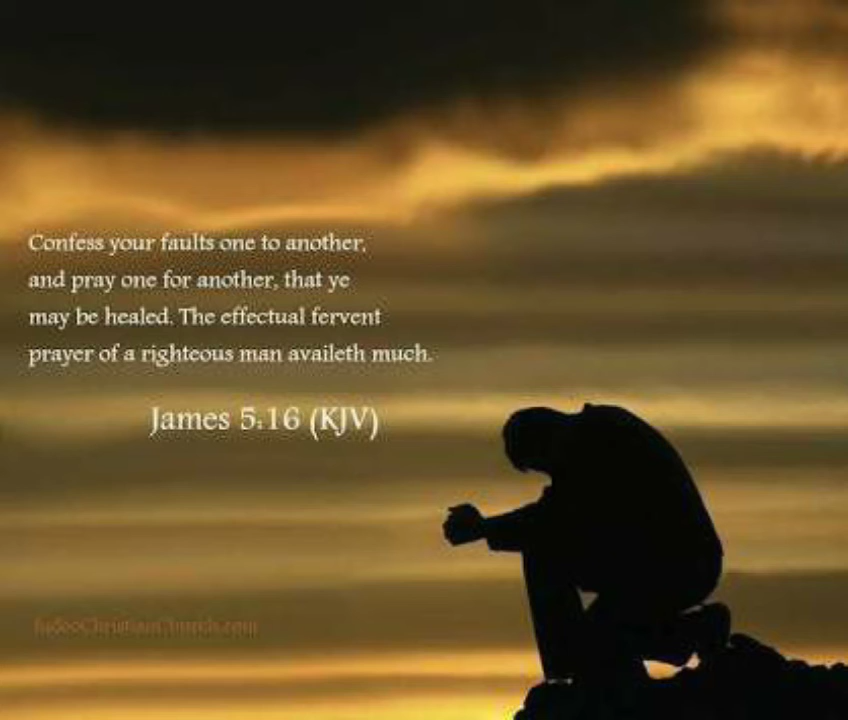 Confess your faults one to another,
and pray one for another, that ye
may be healed. The effectual fervent
prayer of a righteous man availeth much.
James 5:16 (KJV)